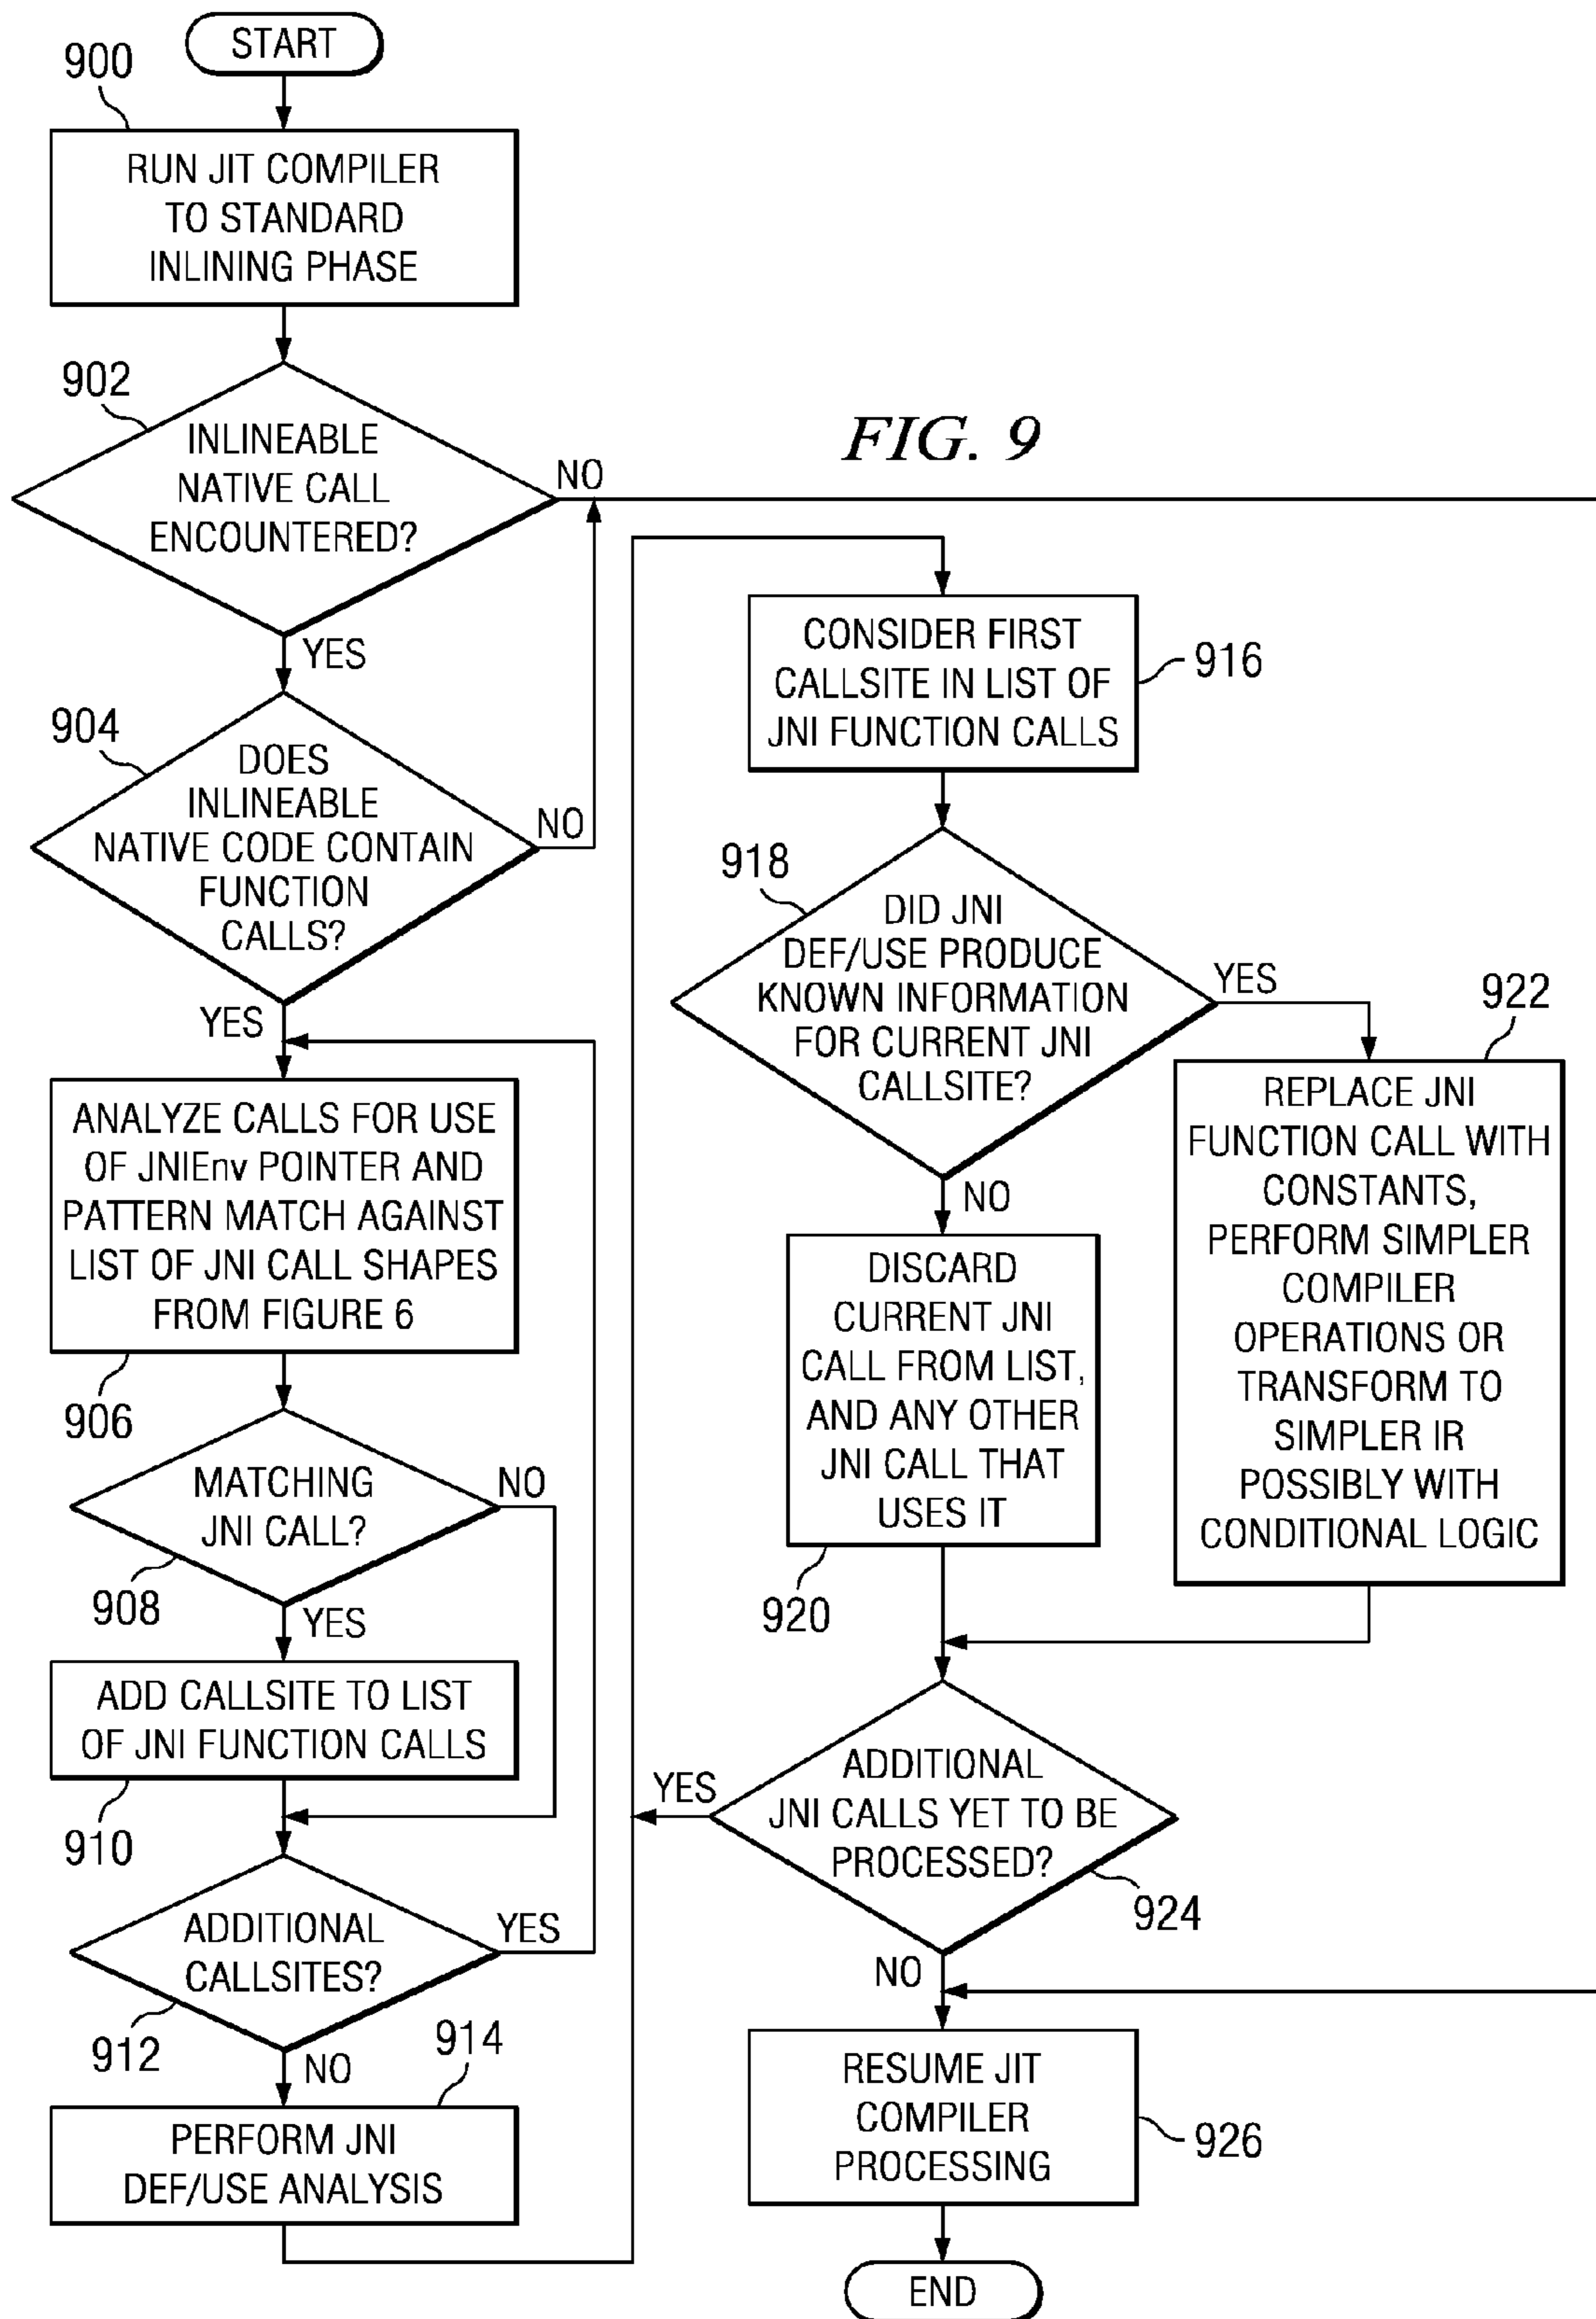 START
900
RUN JIT COMPILER
TO STANDARD
INLINING PHASE
902
INLINEABLE
NATIVE CALL
ENCOUNTERED?
NO
YES
904
DOES
INLINEABLE
NATIVE CODE CONTAIN
FUNCTION
CALLS?
NO
YES
ANALYZE CALLS FOR USE
OF JNIEnv POINTER AND
PATTERN MATCH AGAINST
LIST OF JNI CALL SHAPES
FROM FIGURE 6
906
MATCHING
JNI CALL?
NO
908
YES
ADD CALLSITE TO LIST
OF JNI FUNCTION CALLS
910
ADDITIONAL
CALLSITES?
YES
912
NO
914
PERFORM JNI
DEF/USE ANALYSIS
FIG. 9
CONSIDER FIRST
CALLSITE IN LIST OF
JNI FUNCTION CALLS
916
918
DID JNI
DEF/USE PRODUCE
KNOWN INFORMATION
FOR CURRENT JNI
CALLSITE?
YES
922
NO
DISCARD
CURRENT JNI
CALL FROM LIST,
AND ANY OTHER
JNI CALL THAT
USES IT
920
REPLACE JNI
FUNCTION CALL WITH
CONSTANTS,
PERFORM SIMPLER
COMPILER
OPERATIONS OR
TRANSFORM TO
SIMPLER IR
POSSIBLY WITH
CONDITIONAL LOGIC
ADDITIONAL
JNI CALLS YET TO BE
PROCESSED?
YES
924
NO
RESUME JIT
COMPILER
PROCESSING
926
END